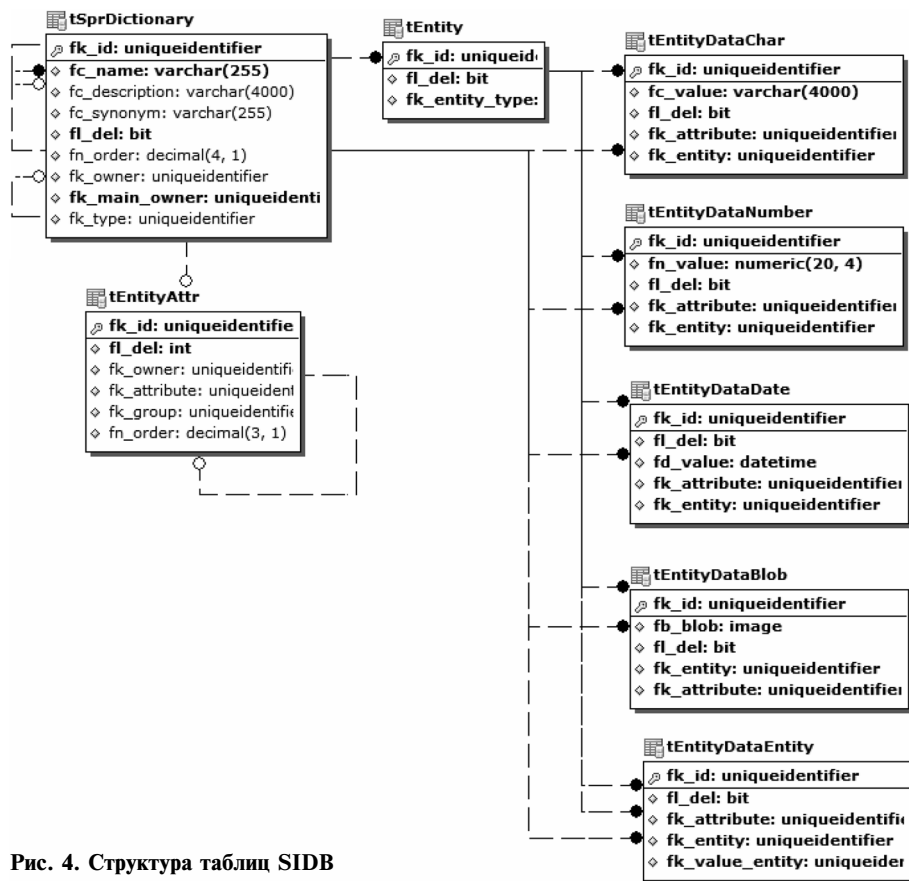 tSprDictionary
fk_id: uniqueidentifier
fc_name: varchar(255)
fc_description: varchar(4000)
fc_synonym: varchar(255)
fl_del: bit
fn_order: decimal(4, 1)
fk_owner: uniqueidentifier
fk_main_owner: uniqueidenti
fk_type: uniqueidentifier
tEntity
fk_id: uniqueid
fl_del: bit
fk_entity_type:
tEntityAttr
fk_id: uniqueidentifie
fl_del: int
fk_owner: uniqueidentifi
fk_attribute: uniqueident
fk_group: uniqueidentifie
fn_order: decimal(3, 1)
tEntityDataChar
fk_id: uniqueidentifier
fc_value: varchar(4000)
fl_del: bit
fk_attribute: uniqueidentifier
fk_entity: uniqueidentifier
tEntityDataNumber
fk_id: uniqueidentifier
fn_value: numeric(20, 4)
fl_del: bit
fk_attribute: uniqueidentifier
fk_entity: uniqueidentifier
tEntityDataDate
fk_id: uniqueidentifier
fl_del: bit
fd_value: datetime
fk_attribute: uniqueidentifier
fk_entity: uniqueidentifier
tEntityDataBlob
fk_id: uniqueidentifier
fb_blob: image
fl_del: bit
fk_entity: uniqueidentifier
fk_attribute: uniqueidentifier
tEntityDataEntity
fk_id: uniqueidentifier
fl_del: bit
fk_attribute: uniqueidentifi
fk_entity: uniqueidentifier
fk_value_entity: uniqueider
Рис. 4. Структура таблиц SIDB